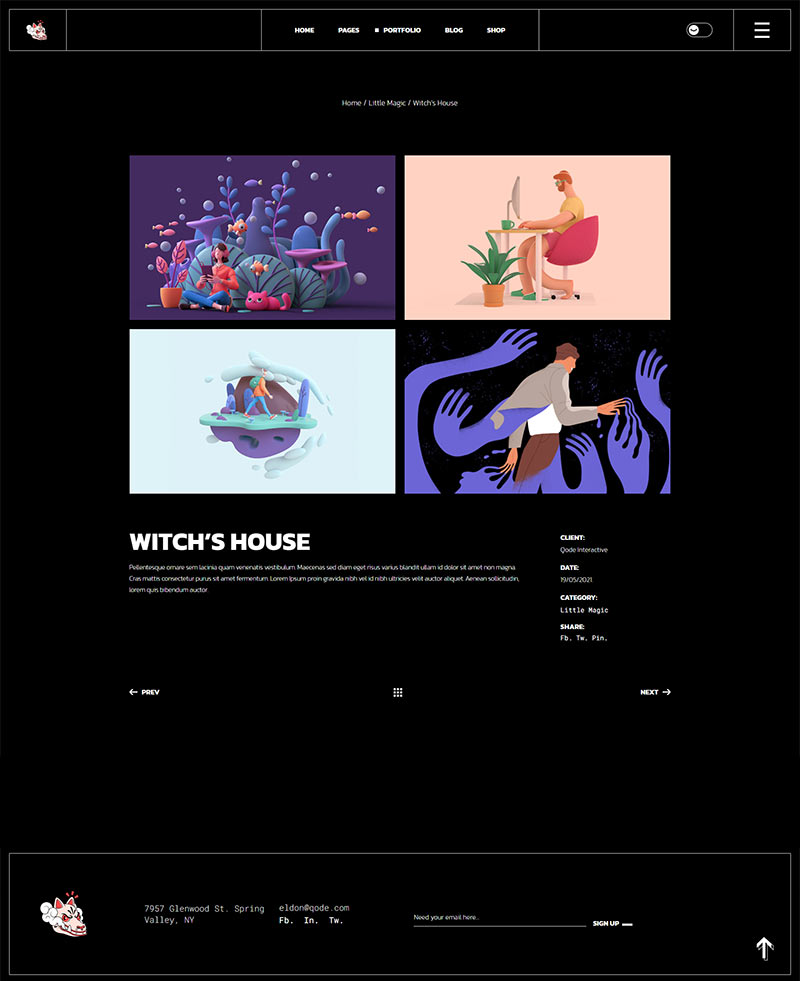 HOME PAGES PORTFOLIO BLOG SHOP
Home / Little Magic / Witch's House
WITCH'S HOUSE
Pellentesque ornare sem lacinia quam venenatis vestibulum. Maecenas sed diam eget risus varius blandit ullam id dolor sit amet non magna.
Cras mattis consectetur purus sit amet fermentum. Lorem Ipsum proin gravida nibh vel id nibh ultricies velit auctor aliquet. Aenean sollicitudin,
lorem quis bibendum auctor.
CLIENT:
Qode Interactive
DATE:
19/05/2021
CATEGORY:
Little Magic
SHARE:
Fb. Tw. Pin.
PREV
NEXT
7957 Glenwood St. Spring
Valley, NY
eldon@qode.com
Fb. In. Tw.
Need your email here..
SIGN UP